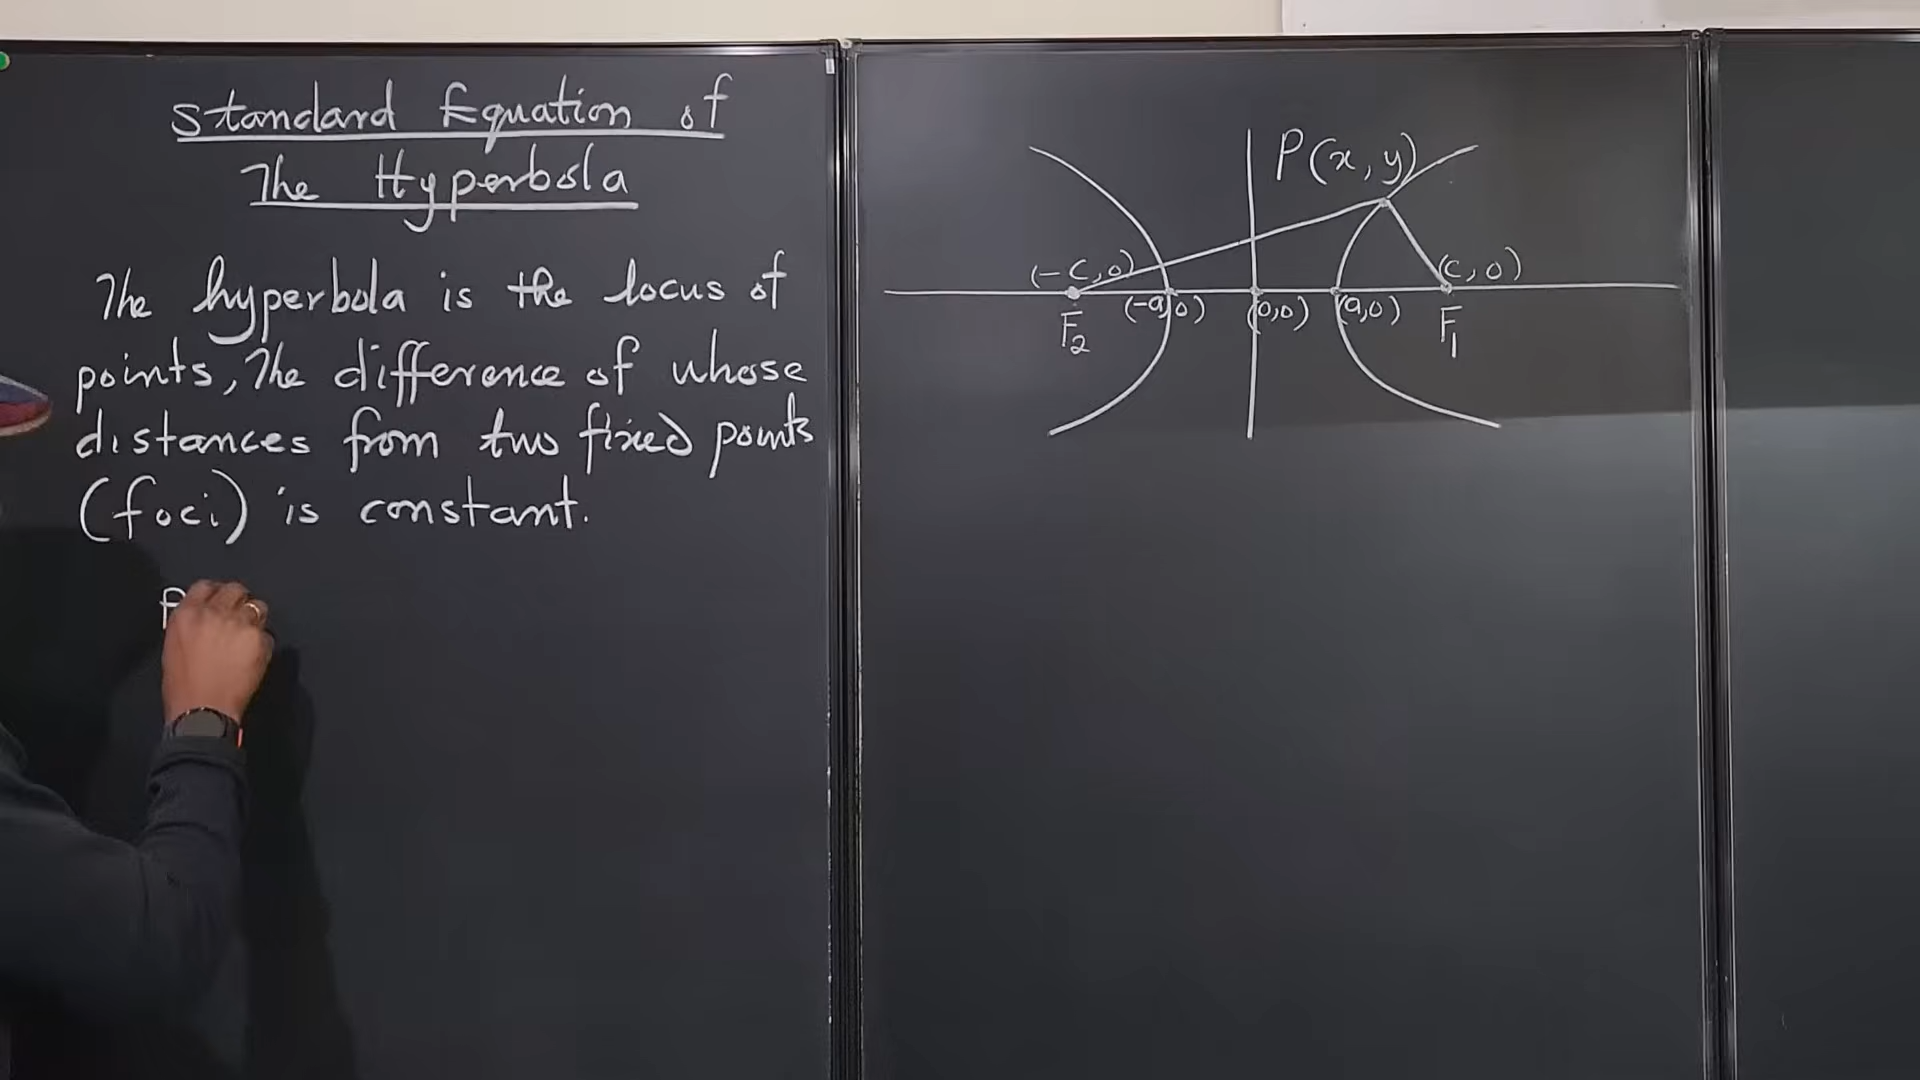 Standard Equation of
The Hyperbola
The hyperbola is the locus of
points, The difference of whose
distances from two fixed points
(foci) is constant.
P(x, y)
(-c, 0)
(c, 0)
(-a, 0)
(0,0)
(a, 0)
F₂
F₁